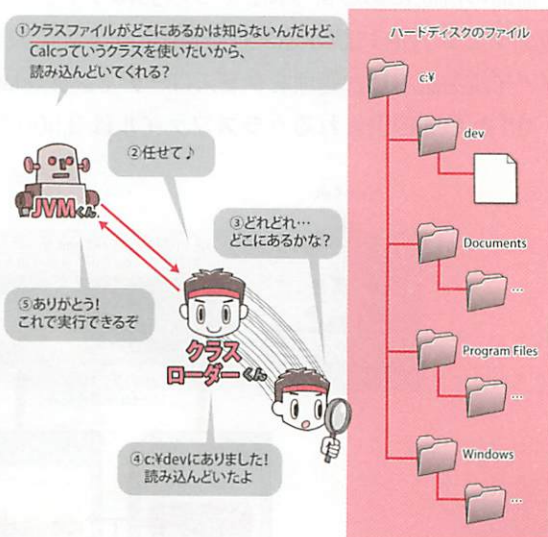 ①クラスファイルがどこにあるかは知らないんだけど、
Calcっていうクラスを使いたいから、
読み込んどいてくれる?
②任せて♪
JVMくん
③どれどれ…
どこにあるかな?
⑤ありがとう!
これで実行できるぞ
クラス
ローダーくん
④c:¥devにありました!
読み込んどいたよ
ハードディスクのファイル
c:¥
dev
Documents
…
Program Files
…
Windows
…